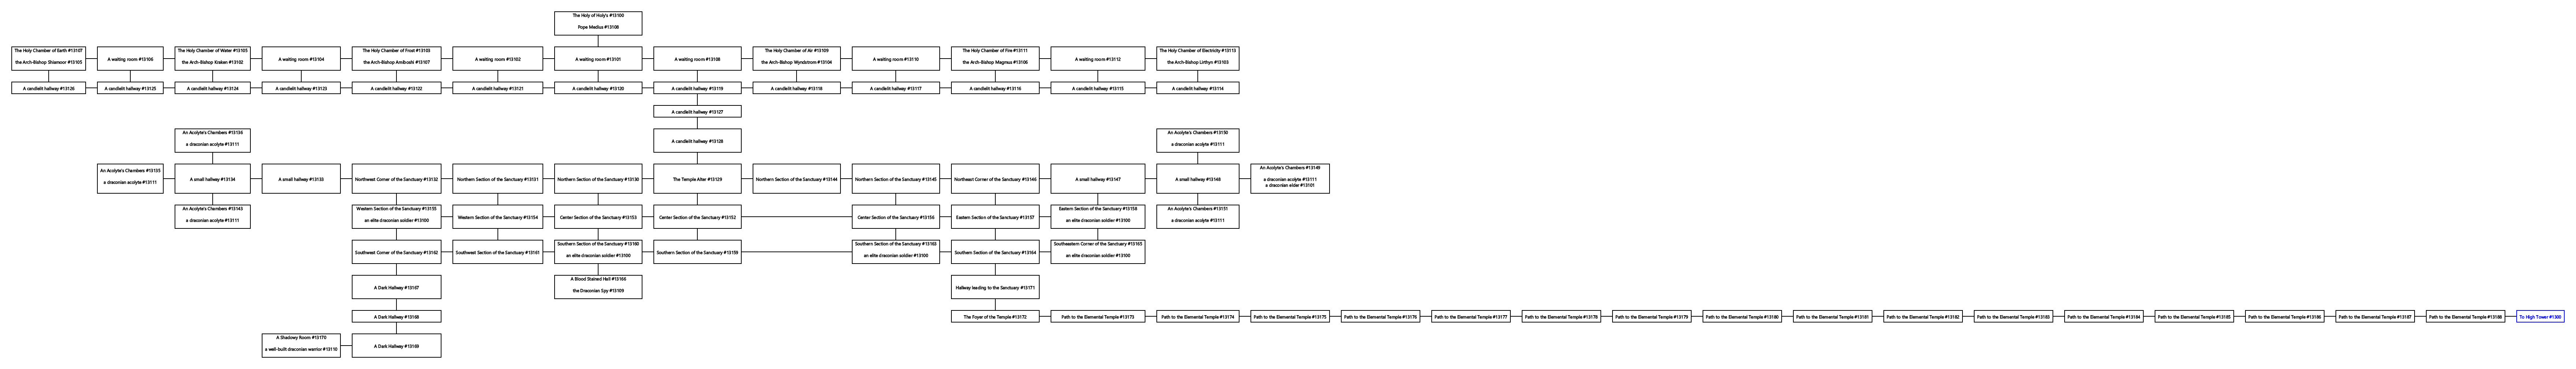 The Holy of Holy's #13100
Pope Medius #13108
The Holy Chamber of Earth #13107
the Arch-Bishop Shiamsor #13105
A waiting room #13106
The Holy Chamber of Water #13105
the Arch-Bishop Kraken #13102
A waiting room #13104
The Holy Chamber of Frost #13103
the Arch-Bishop Amiboshi #13107
A waiting room #13102
A waiting room #13101
A waiting room #13108
The Holy Chamber of Air #13109
the Arch-Bishop Wyndstrom #13104
A waiting room #13110
The Holy Chamber of Fire #13111
the Arch-Bishop Magmus #13106
A waiting room #13112
The Holy Chamber of Electricity #13113
the Arch-Bishop Lirthyn #13103
A candlelit hallway #13126
A candlelit hallway #13125
A candlelit hallway #13124
A candlelit hallway #13123
A candlelit hallway #13122
A candlelit hallway #13121
A candlelit hallway #13120
A candlelit hallway #13119
A candlelit hallway #13118
A candlelit hallway #13117
A candlelit hallway #13116
A candlelit hallway #13115
A candlelit hallway #13114
A candlelit hallway #13127
An Acolyte's Chambers #13136
a draconian acolyte #13111
A candlelit hallway #13128
An Acolyte's Chambers #13150
a draconian acolyte #13111
An Acolyte's Chambers #13135
a draconian acolyte #13111
A small hallway #13134
A small hallway #13133
Northwest Corner of the Sanctuary #13132
Northern Section of the Sanctuary #13131
Northern Section of the Sanctuary #13130
The Temple Alter #13129
Northern Section of the Sanctuary #13144
Northern Section of the Sanctuary #13145
Northeast Corner of the Sanctuary #13146
A small hallway #13147
A small hallway #13148
An Acolyte's Chambers #13149
a draconian acolyte #13111
a draconian elder #13101
An Acolyte's Chambers #13143
a draconian acolyte #13111
Western Section of the Sanctuary #13155
an elite draconian soldier #13100
Western Section of the Sanctuary #13154
Center Section of the Sanctuary #13153
Center Section of the Sanctuary #13152
Center Section of the Sanctuary #13156
Eastern Section of the Sanctuary #13157
Eastern Section of the Sanctuary #13158
an elite draconian soldier #13100
An Acolyte's Chambers #13151
a draconian acolyte #13111
Southwest Corner of the Sanctuary #13162
Southwest Section of the Sanctuary #13161
Southern Section of the Sanctuary #13160
an elite draconian soldier #13100
Southern Section of the Sanctuary #13159
Southern Section of the Sanctuary #13163
an elite draconian soldier #13100
Southern Section of the Sanctuary #13164
Southeastern Corner of the Sanctuary #13165
an elite draconian soldier #13100
A Dark Hallway #13167
A Blood Stained Hall #13166
the Draconian Spy #13109
Hallway leading to the Sanctuary #13171
A Dark Hallway #13168
The Foyer of the Temple #13172
Path to the Elemental Temple #13173
Path to the Elemental Temple #13174
Path to the Elemental Temple #13175
Path to the Elemental Temple #13176
Path to the Elemental Temple #13177
Path to the Elemental Temple #13178
Path to the Elemental Temple #13179
Path to the Elemental Temple #13180
Path to the Elemental Temple #13181
Path to the Elemental Temple #13182
Path to the Elemental Temple #13183
Path to the Elemental Temple #13184
Path to the Elemental Temple #13185
Path to the Elemental Temple #13186
Path to the Elemental Temple #13187
Path to the Elemental Temple #13188
To High Tower #1300
A Shadowy Room #13170
a well-built draconian warrior #13110
A Dark Hallway #13169